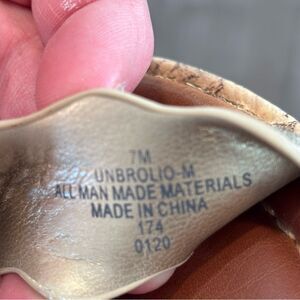 7M
UNBROLIO-M
ALL MAN MADE MATERIALS
MADE IN CHINA
174
0120